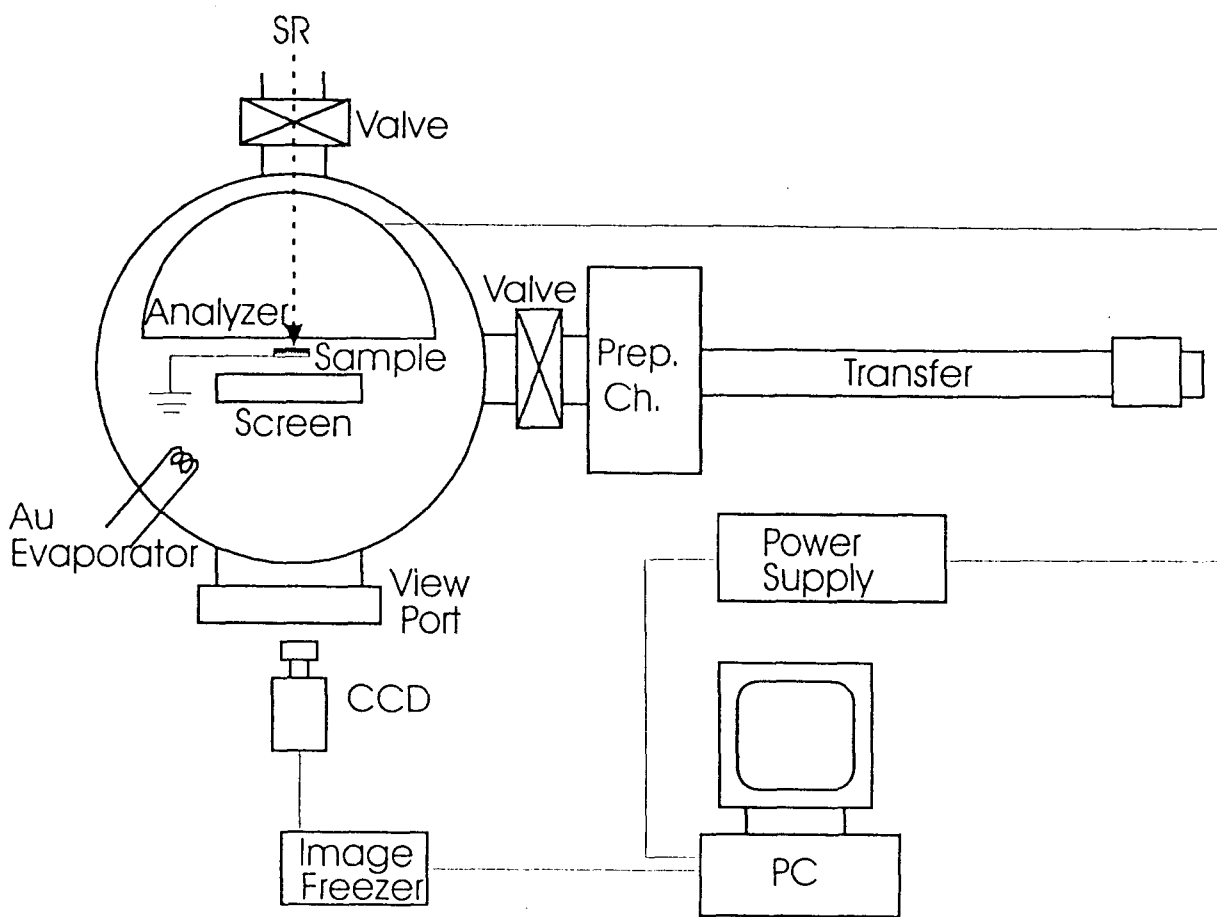 SR
Valve
Valve
Analyzer
Sample
Screen
Prep.
Ch.
Transfer
Au
Evaporator
View
Port
Power
Supply
CCD
Image
Freezer
PC